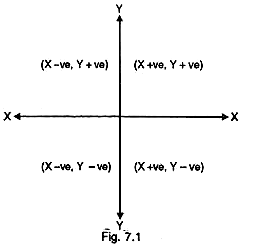 Y
(X –ve, Y + ve) (X +ve, Y + ve)
X X
(X –ve, Y –ve) (X +ve, Y – ve)
Y
Fig. 7.1